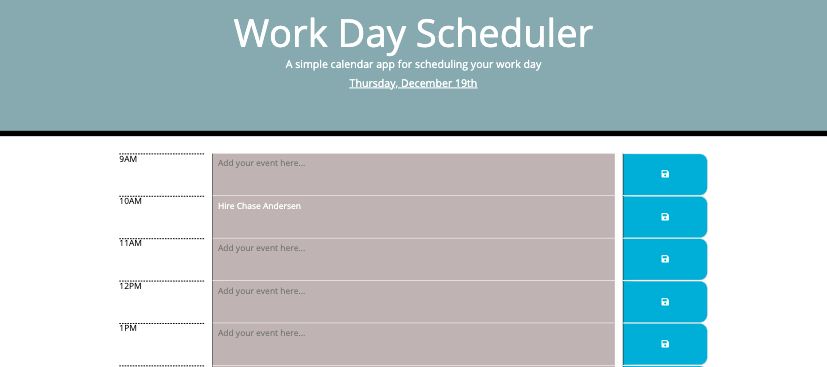 Work Day Scheduler
A simple calendar app for scheduling your work day
Thursday, December 19th
9AM
Add your event here...
10AM
Hire Chase Andersen
11AM
Add your event here...
12PM
Add your event here...
1PM
Add your event here...